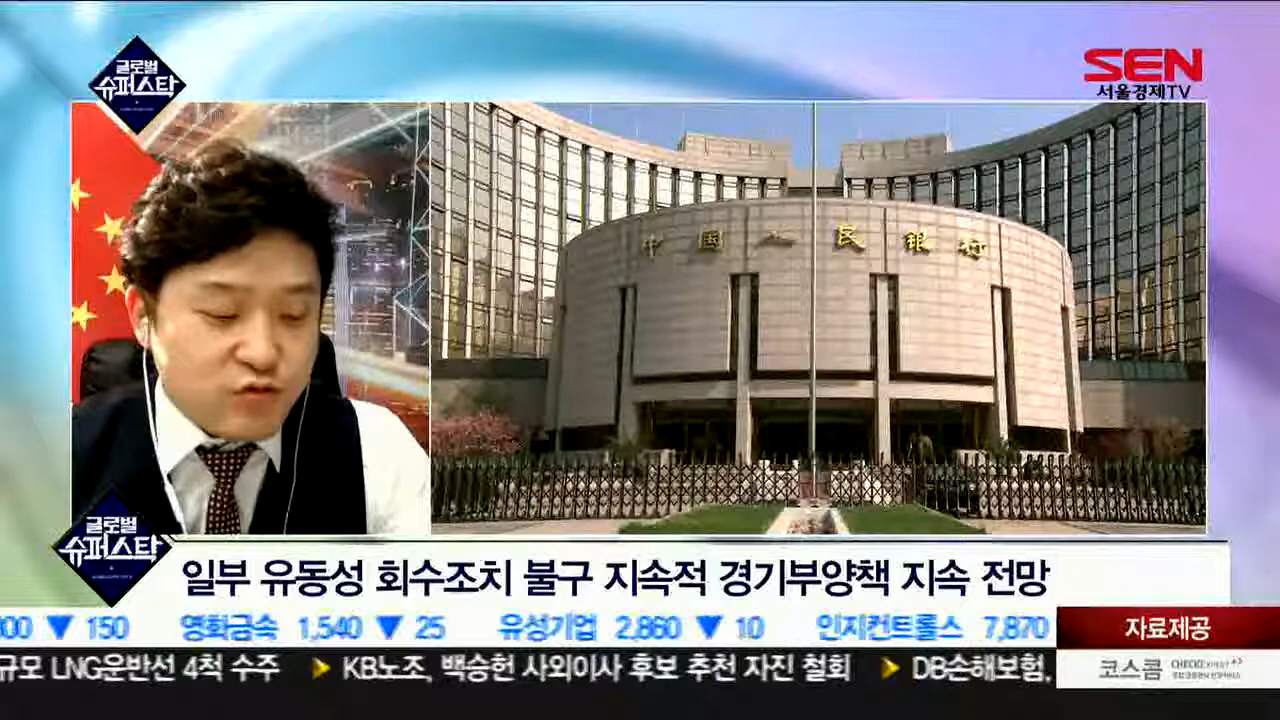 글로벌
슈퍼스탁
SEN
서울경제TV
中国人民银行
글로벌
슈퍼스탁
일부 유동성 회수조치 불구 지속적 경기부양책 지속 전망
00 ▼ 150 영화금속 1,540 ▼ 25 유성기업 2,860 ▼ 10 인지컨트롤스 7,870
자료제공
규모 LNG운반선 4척 수주 ▶ KB노조, 백승헌 사외이사 후보 추천 자진 철회 ▶ DB손해보험,
코스콤 CHECK